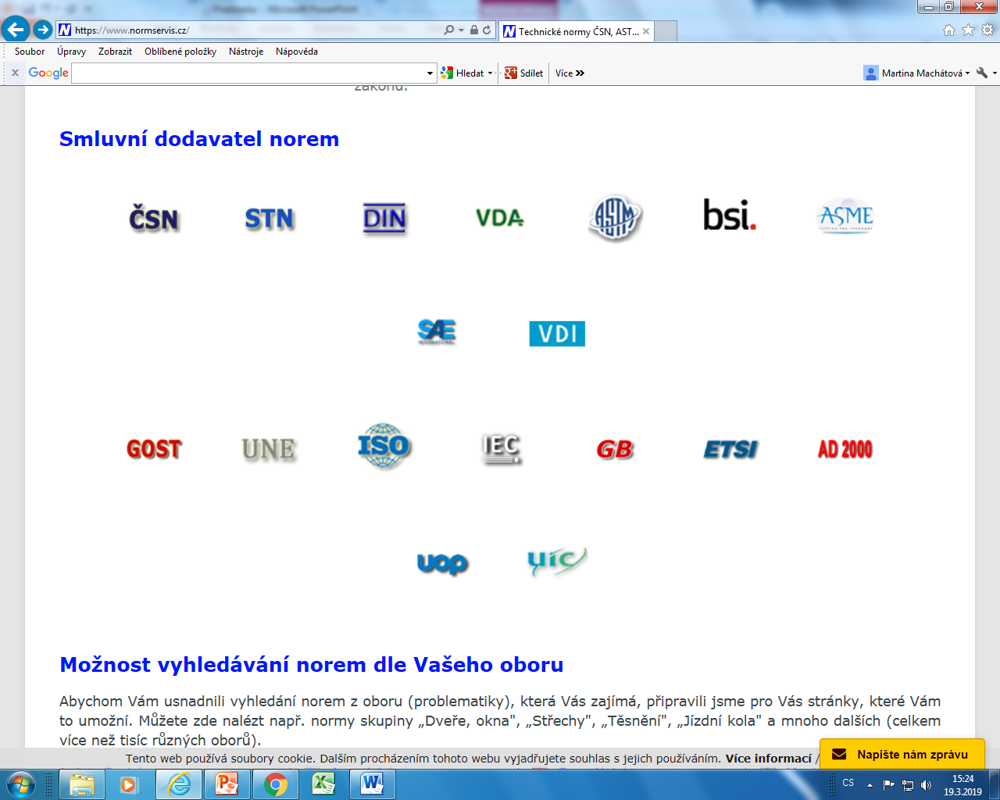 https://www.normservis.cz/
Technické normy ČSN, AST...
Soubor Úpravy Zobrazit Oblíbené položky Nástroje Nápověda
x Google Hledat Sdílet Více Martina Machátová
zákonů.
Smluvní dodavatel norem
ČSN STN DIN VDA ASTM bsi. ASME
SAE INTERNATIONAL VDI
GOST UNE ISO IEC GB ETSI AD 2000
uop uic
Možnost vyhledávání norem dle Vašeho oboru
Abychom Vám usnadnili vyhledání norem z oboru (problematiky), která Vás zajímá, připravili jsme pro Vás stránky, které Vám
to umožní. Můžete zde nalézt např. normy skupiny „Dveře, okna", „Střechy", „Těsnění", „Jízdní kola" a mnoho dalších (celkem
více než tisíc různých oborů).
Tento web používá soubory cookie. Dalším procházením tohoto webu vyjadřujete souhlas s jejich používáním. Více informací /
Napište nám zprávu
CS 15:24
19.3.2019